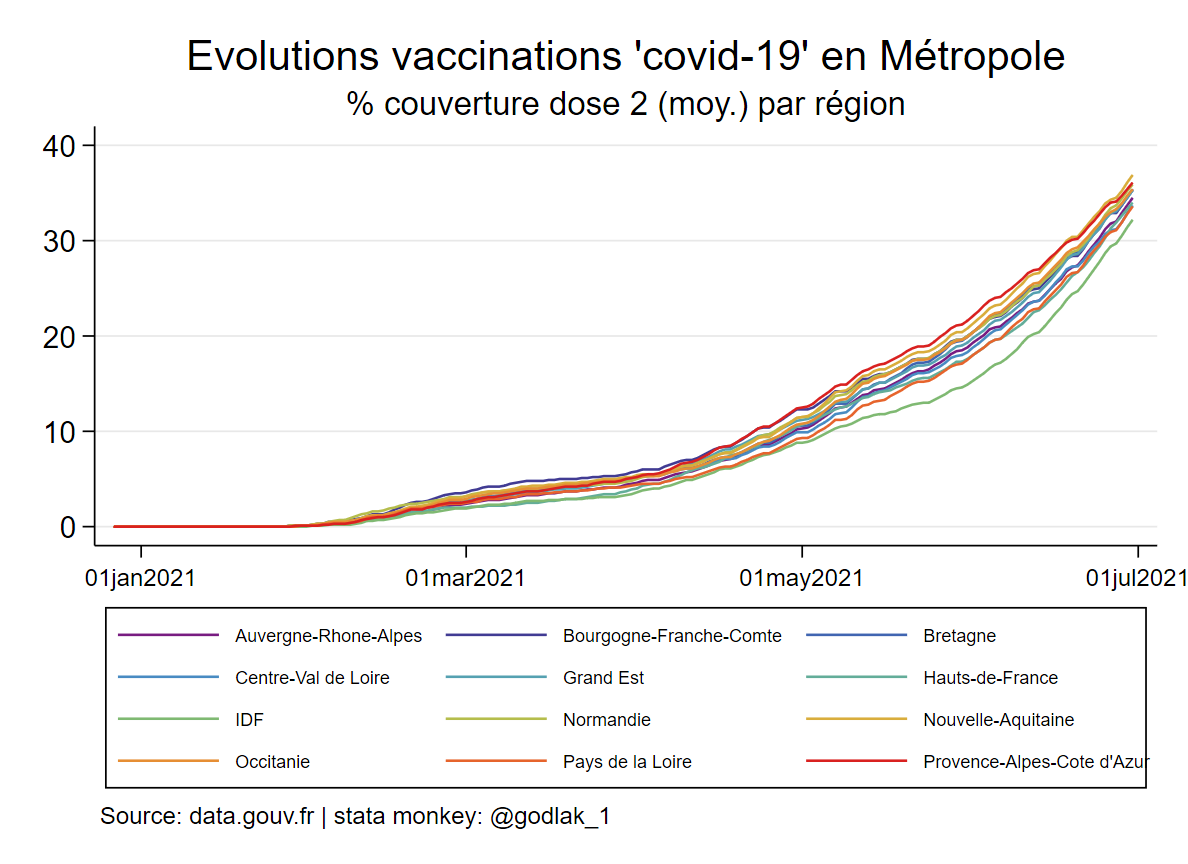 Evolutions vaccinations 'covid-19' en Métropole
% couverture dose 2 (moy.) par région
40
30
20
10
0
01jan2021 01mar2021 01may2021 01jul2021
Auvergne-Rhone-Alpes Bourgogne-Franche-Comte Bretagne
Centre-Val de Loire Grand Est Hauts-de-France
IDF Normandie Nouvelle-Aquitaine
Occitanie Pays de la Loire Provence-Alpes-Cote d'Azur
Source: data.gouv.fr | stata monkey: @godlak_1